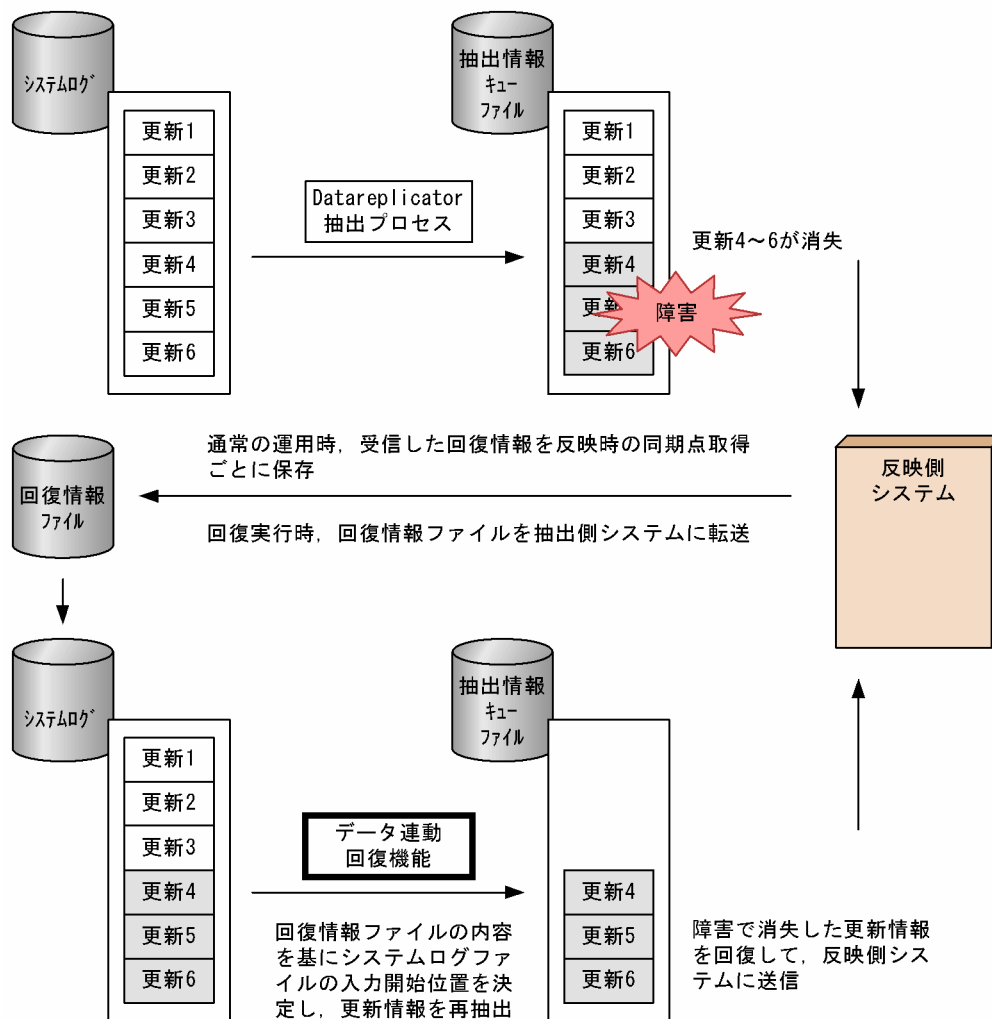 システムログ
更新1
更新2
更新3
更新4
更新5
更新6
Datareplicator
抽出プロセス
抽出情報
キュー
ファイル
更新1
更新2
更新3
更新4
更新
更新6
障害
更新4～6が消失
通常の運用時，受信した回復情報を反映時の同期点取得
ごとに保存
回復実行時，回復情報ファイルを抽出側システムに転送
回復情報
ファイル
反映側
システム
システムログ
更新1
更新2
更新3
更新4
更新5
更新6
データ連動
回復機能
回復情報ファイルの内容
を基にシステムログファ
イルの入力開始位置を決
定し，更新情報を再抽出
抽出情報
キュー
ファイル
更新4
更新5
更新6
障害で消失した更新情報
を回復して，反映側シス
テムに送信